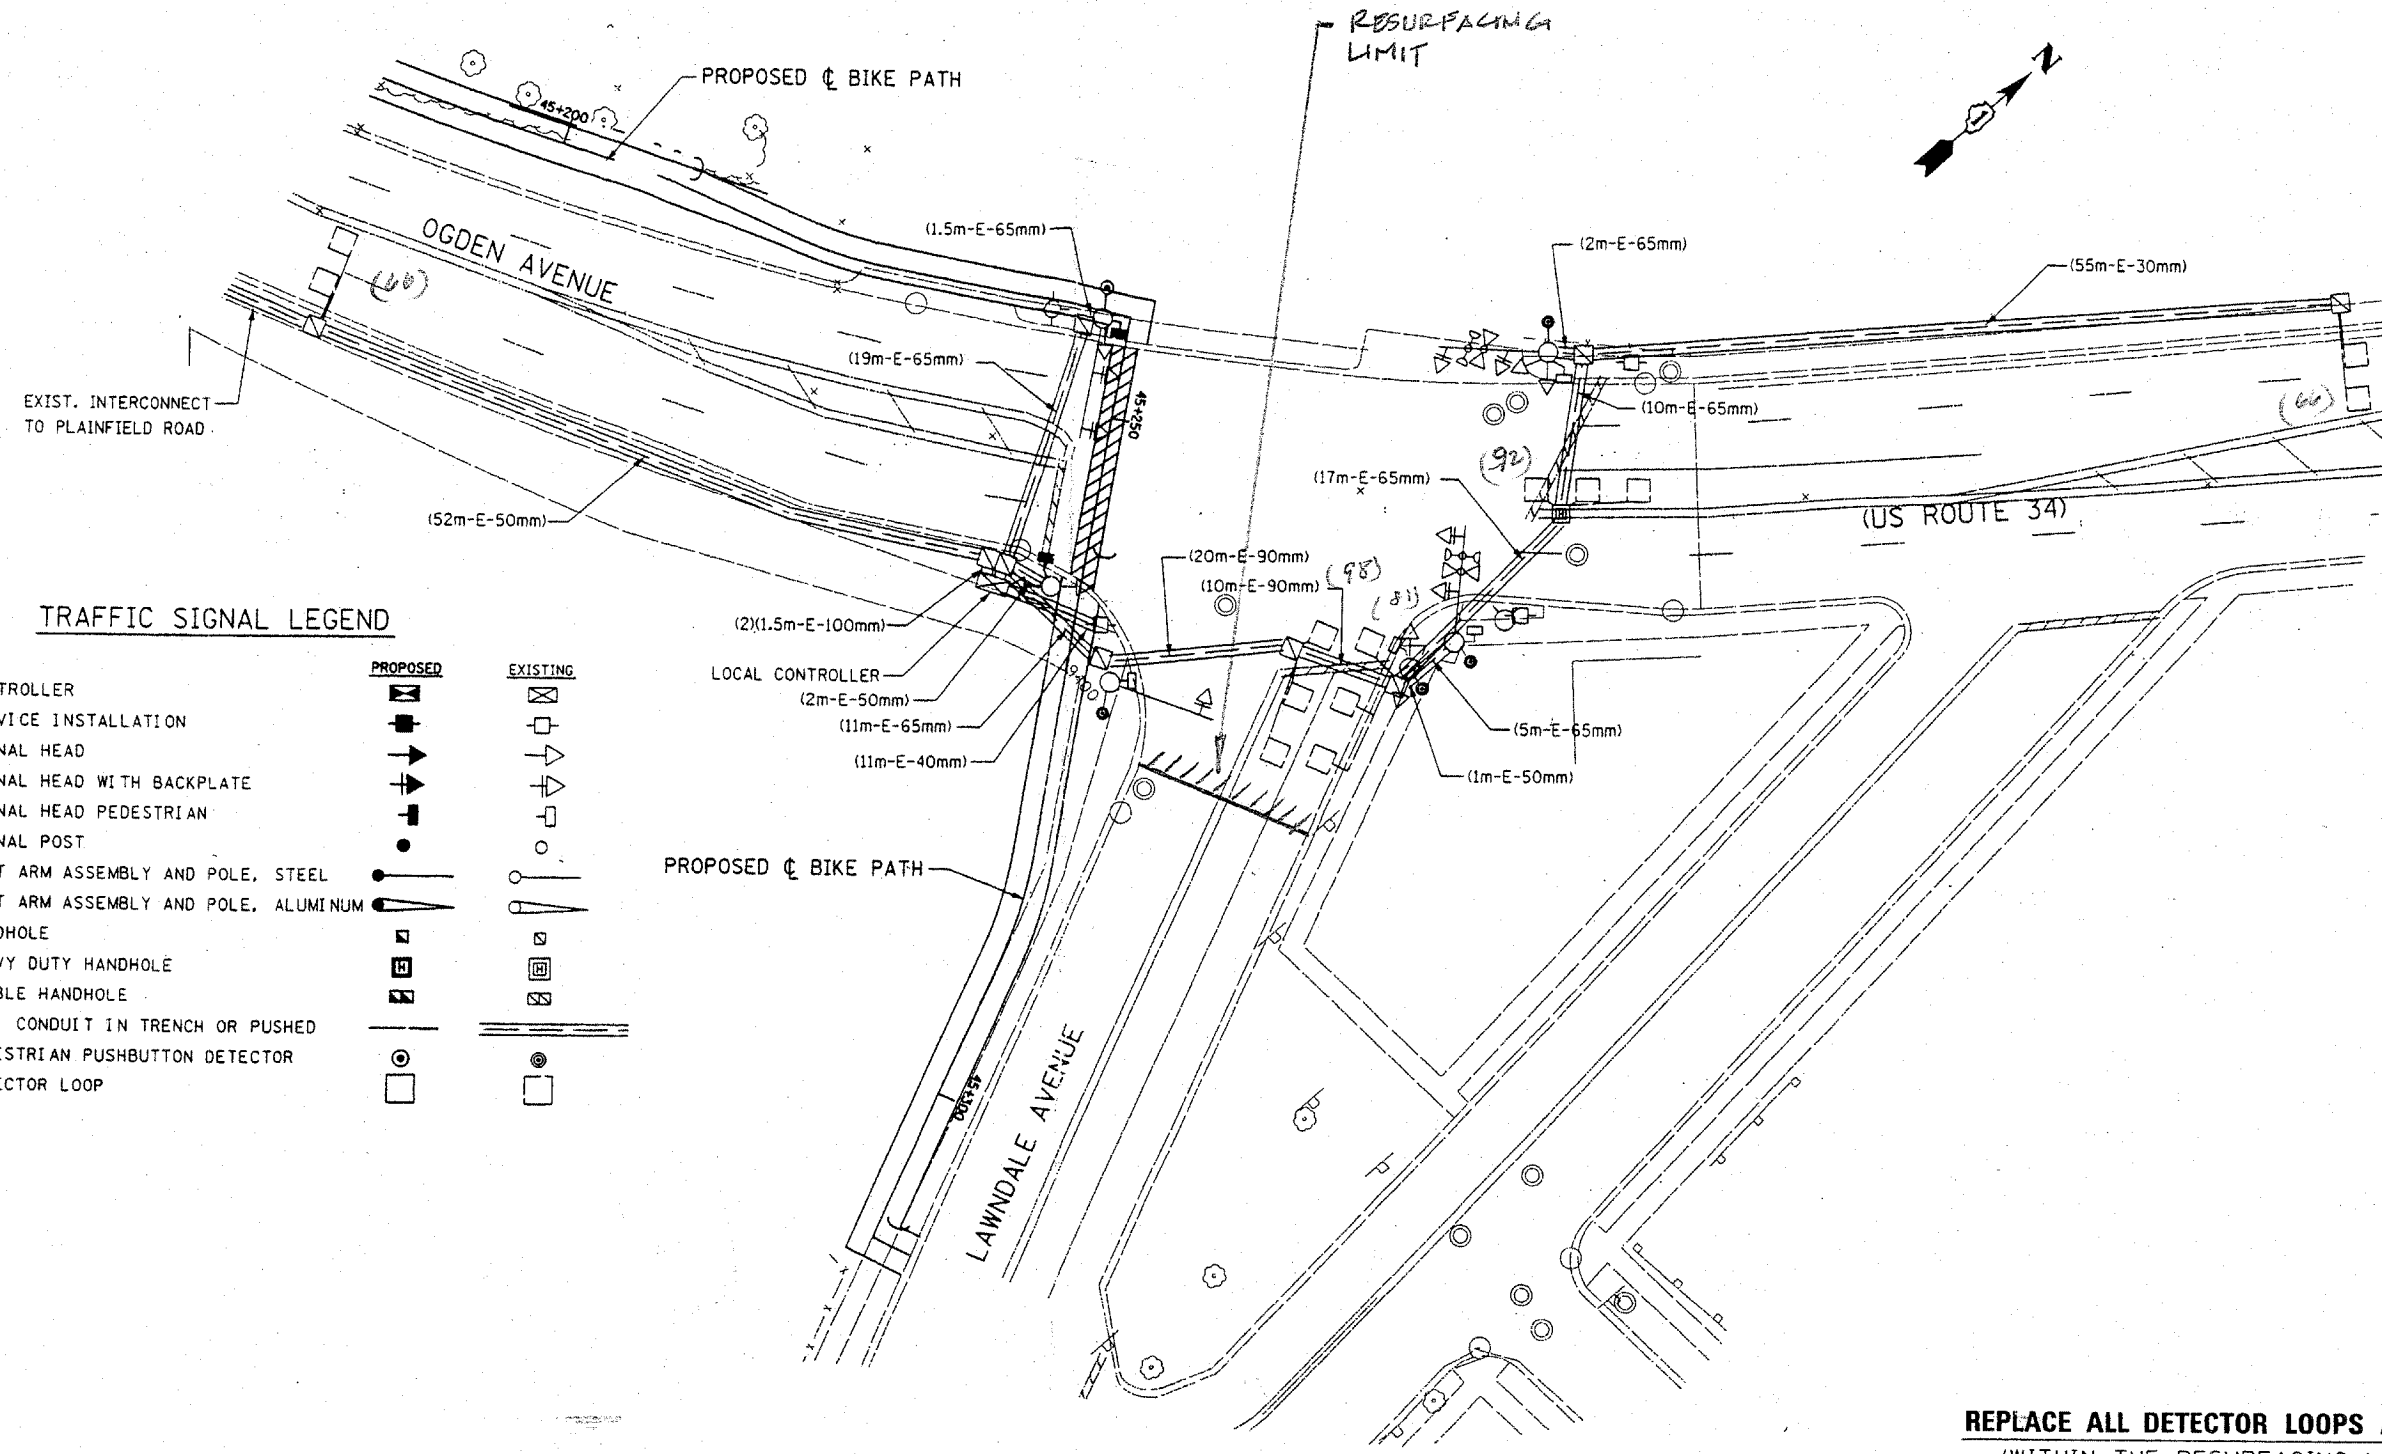 RESURFACING
LIMIT
N
PROPOSED ℄ BIKE PATH
45+200
OGDEN AVENUE
(1.5m-E-65mm)
(2m-E-65mm)
(55m-E-30mm)
(19m-E-65mm)
45+250
(10m-E-65mm)
(66)
EXIST. INTERCONNECT
TO PLAINFIELD ROAD
(92)
(17m-E-65mm)
(52m-E-50mm)
(US ROUTE 34)
(20m-E-90mm)
(10m-E-90mm)
(98)
(81)
(2)(1.5m-E-100mm)
LOCAL CONTROLLER
(2m-E-50mm)
(11m-E-65mm)
(11m-E-40mm)
(5m-E-65mm)
(1m-E-50mm)
PROPOSED ℄ BIKE PATH
45+300
LAWNDALE AVENUE
TRAFFIC SIGNAL LEGEND
PROPOSED EXISTING
TROLLER
VICE INSTALLATION
NAL HEAD
NAL HEAD WITH BACKPLATE
NAL HEAD PEDESTRIAN
NAL POST
T ARM ASSEMBLY AND POLE, STEEL
T ARM ASSEMBLY AND POLE, ALUMINUM
DHOLE
VY DUTY HANDHOLE
H H
BLE HANDHOLE
CONDUIT IN TRENCH OR PUSHED
ESTRIAN PUSHBUTTON DETECTOR
ECTOR LOOP
REPLACE ALL DETECTOR LOOPS